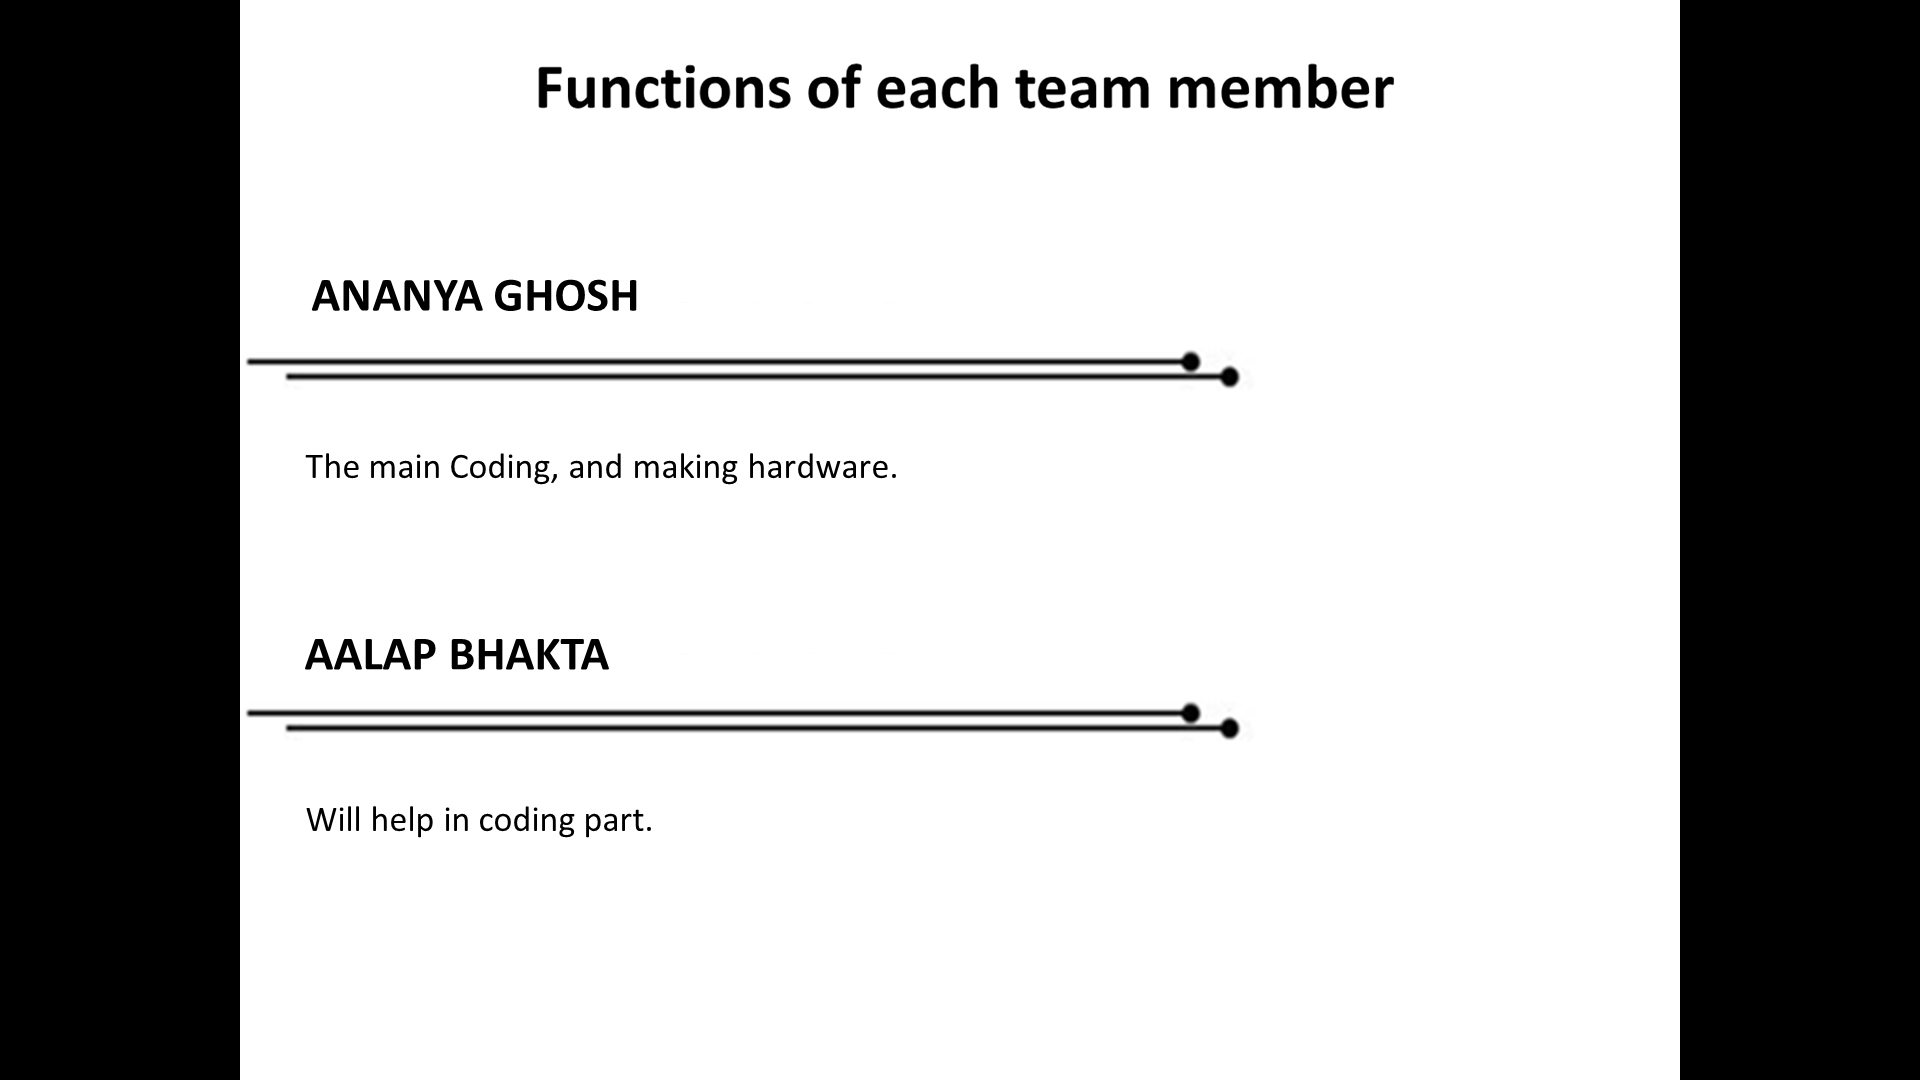 Functions of each team member
ANANYA GHOSH
The main Coding, and making hardware.
AALAP BHAKTA
Will help in coding part.